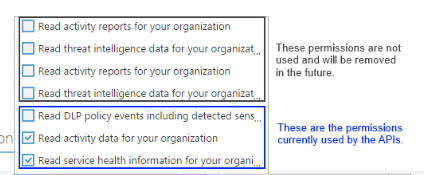 Read activity reports for your organization
Read threat intelligence data for your organizat...
Read activity reports for your organization
Read threat intelligence data for your organizat...
These permissions are not
used and will be removed
in the future.
Read DLP policy events including detected sens...
on
Read activity data for your organization
Read service health information for your organi...
These are the permissions
currently used by the APIs.